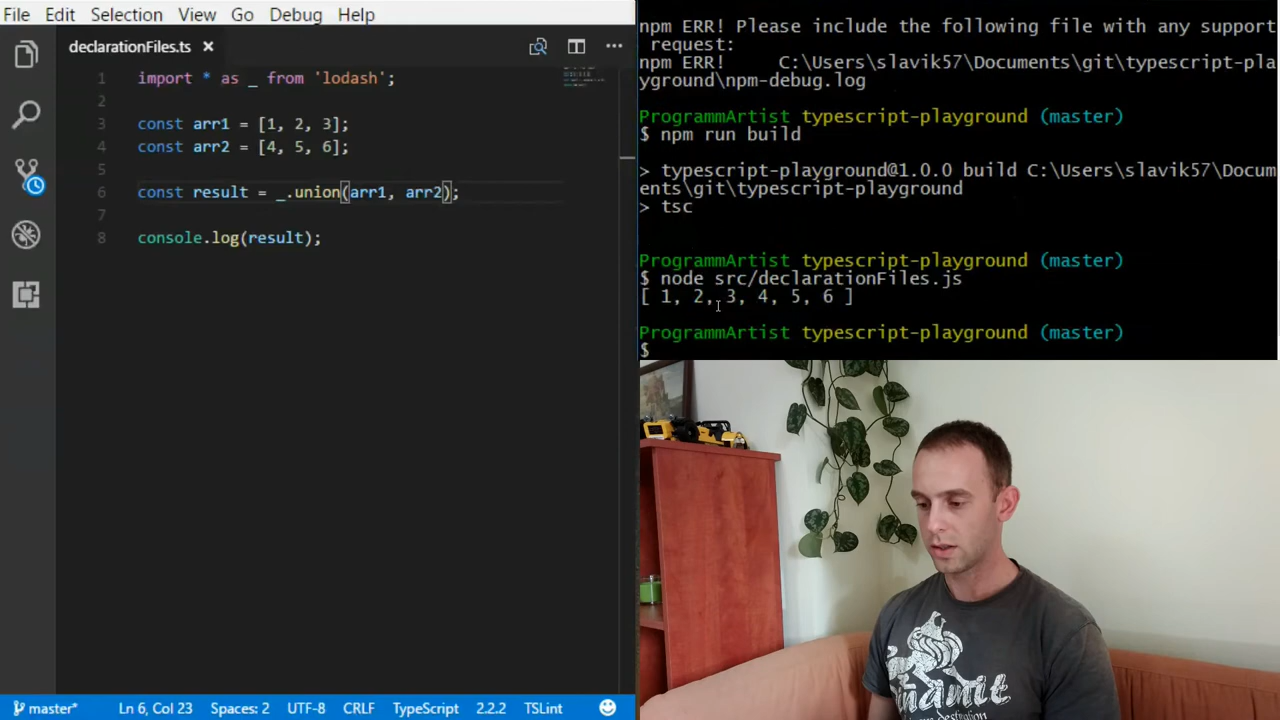 File Edit Selection View Go Debug Help
declarationFiles.ts
1 import * as _ from 'lodash';
2
3 const arr1 = [1, 2, 3];
4 const arr2 = [4, 5, 6];
5
6 const result = _.union(arr1, arr2);
7
8 console.log(result);
master* Ln 6, Col 23 Spaces: 2 UTF-8 CRLF TypeScript 2.2.2 TSLint
npm ERR! Please include the following file with any support
request:
npm ERR! C:\Users\slavik57\Documents\git\typescript-pla
yground\npm-debug.log
ProgrammArtist typescript-playground (master)
$ npm run build
> typescript-playground@1.0.0 build C:\Users\slavik57\Docum
ents\git\typescript-playground
> tsc
ProgrammArtist typescript-playground (master)
$ node src/declarationFiles.js
[ 1, 2, 3, 4, 5, 6 ]
ProgrammArtist typescript-playground (master)
$